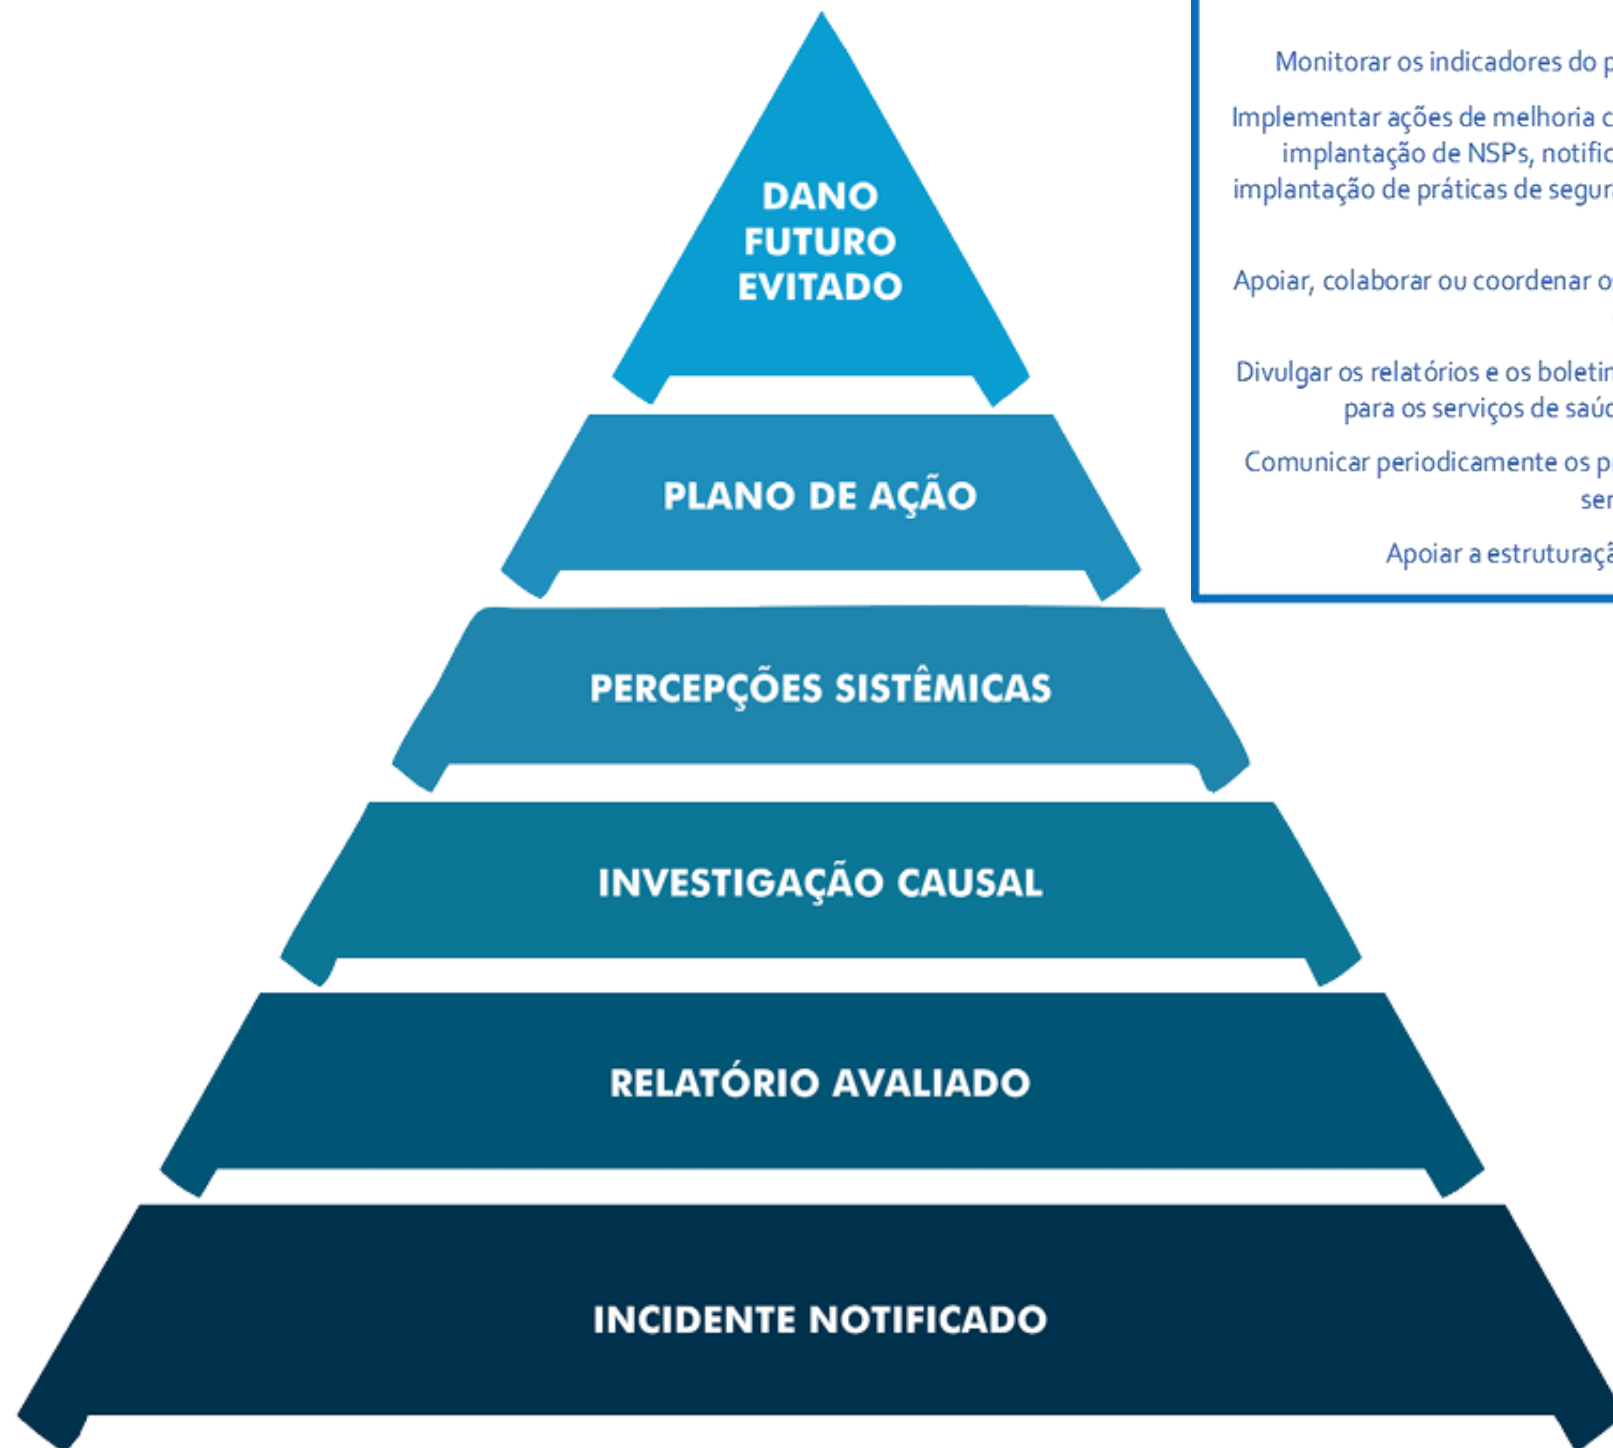 DANO
FUTURO
EVITADO
PLANO DE AÇÃO
PERCEPÇÕES SISTÊMICAS
INVESTIGAÇÃO CAUSAL
RELATÓRIO AVALIADO
INCIDENTE NOTIFICADO
Monitorar os indicadores do
Implementar ações de melhoria
implantação de NSPs,
implantação de práticas de
Apoiar, colaborar ou coordenar
Divulgar os relatórios e os
para os serviços de
Comunicar periodicamente os
Apoiar a